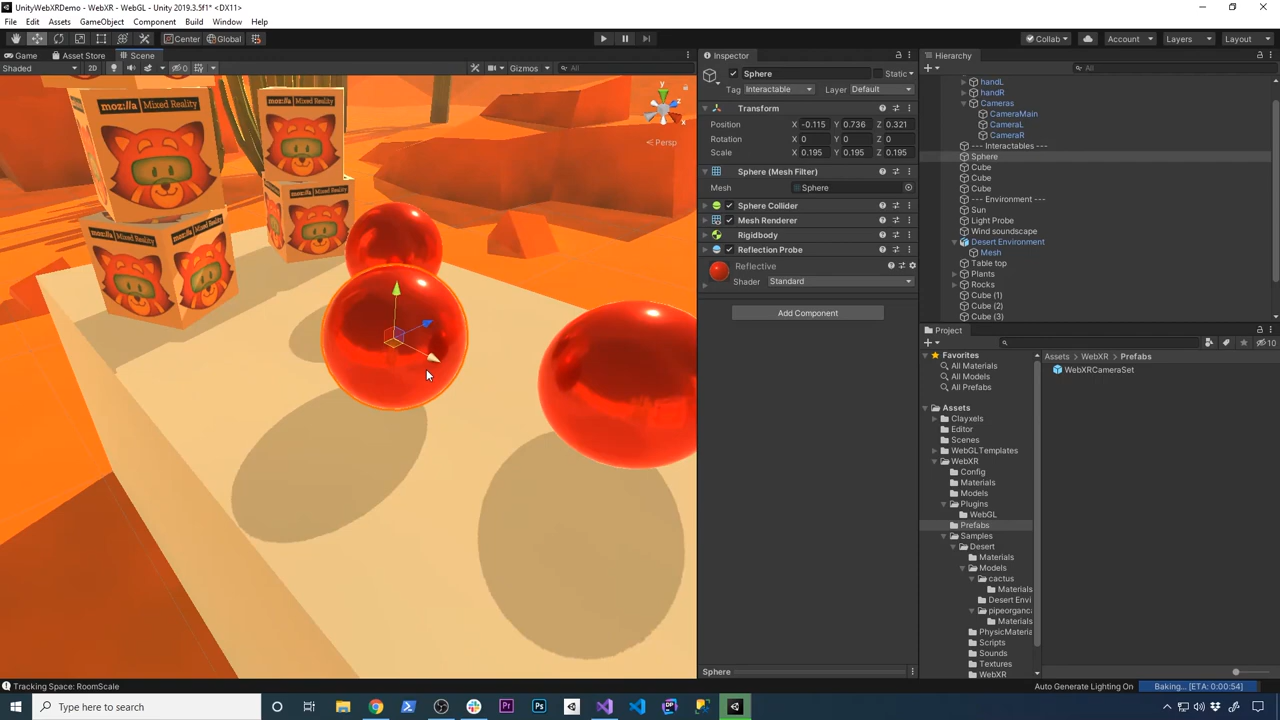 UnityWebXRDemo - WebXR - WebGL - Unity 2019.3.5f1* <DX11>
File Edit Assets GameObject Component Build Window Help
Center Global Collab Account Layers Layout
Game Asset Store Scene
Shaded 2D 0 Gizmos All
moz://a Mixed Reality
moz://a Mixed Reality
y
x
Persp
Inspector
Sphere Static
Tag Interactable Layer Default
Transform
Position X -0.115 Y 0.736 Z 0.321
Rotation X 0 Y 0 Z 0
Scale X 0.195 Y 0.195 Z 0.195
Sphere (Mesh Filter)
Mesh Sphere
Sphere Collider
Mesh Renderer
Rigidbody
Reflection Probe
Reflective
Shader Standard
Add Component
Sphere
Hierarchy
All
handL
handR
Cameras
CameraMain
CameraL
CameraR
--- Interactables ---
Sphere
Cube
Cube
Cube
--- Environment ---
Sun
Light Probe
Wind soundscape
Desert Environment
Mesh
Table top
Plants
Rocks
Cube (1)
Cube (2)
Cube (3)
Project
10
Favorites
All Materials
All Models
All Prefabs
Assets
Clayxels
Editor
Scenes
WebGLTemplates
WebXR
Config
Materials
Models
Plugins
WebGL
Prefabs
Samples
Desert
Materials
Models
cactus
Materials
Desert Envi
pipeorganc
Materials
PhysicMateria
Scripts
Sounds
Textures
WebXR
Assets WebXR Prefabs
WebXRCameraSet
Tracking Space: RoomScale
Auto Generate Lighting On Baking... [ETA: 0:00:54]
Type here to search